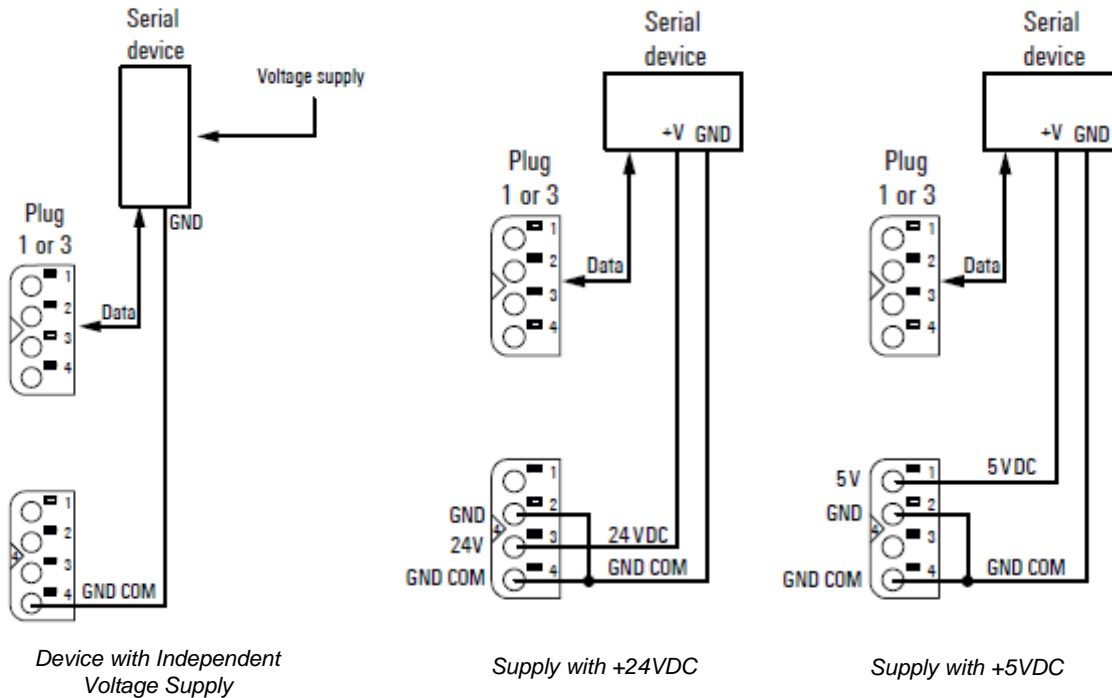 Serial
device
Voltage supply
GND
Plug
1 or 3
1
2
3
4
Data
1
2
3
4
4
GND COM
Device with Independent
Voltage Supply
Serial
device
+V GND
Plug
1 or 3
1
2
3
4
Data
1
2
3
4
4
GND
24V
24 VDC
GND COM
GND COM
Supply with +24VDC
Serial
device
+V GND
Plug
1 or 3
1
2
3
4
Data
1
2
3
4
4
5V
5 VDC
GND
GND COM
GND COM
Supply with +5VDC